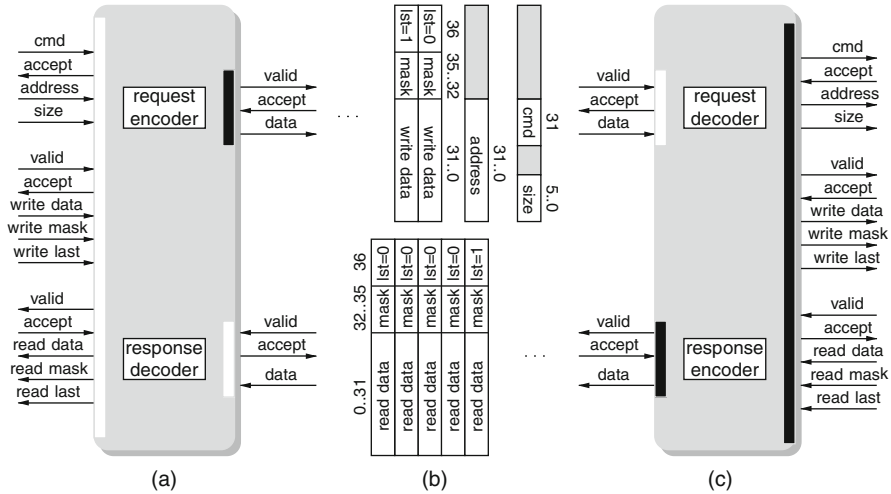 cmd
accept
address
size
valid
accept
write data
write mask
write last
valid
accept
read data
read mask
read last
request
encoder
response
decoder
valid
accept
data
valid
accept
data
. . .
lst=1 mask write data
lst=0 mask write data
36 35..32 31..0
address
31..0
cmd size
31 5..0
36 32..35 0..31
lst=0 mask read data
lst=0 mask read data
lst=0 mask read data
lst=0 mask read data
lst=1 mask read data
. . .
valid
accept
data
valid
accept
data
request
decoder
response
encoder
cmd
accept
address
size
valid
accept
write data
write mask
write last
valid
accept
read data
read mask
read last
(a)
(b)
(c)